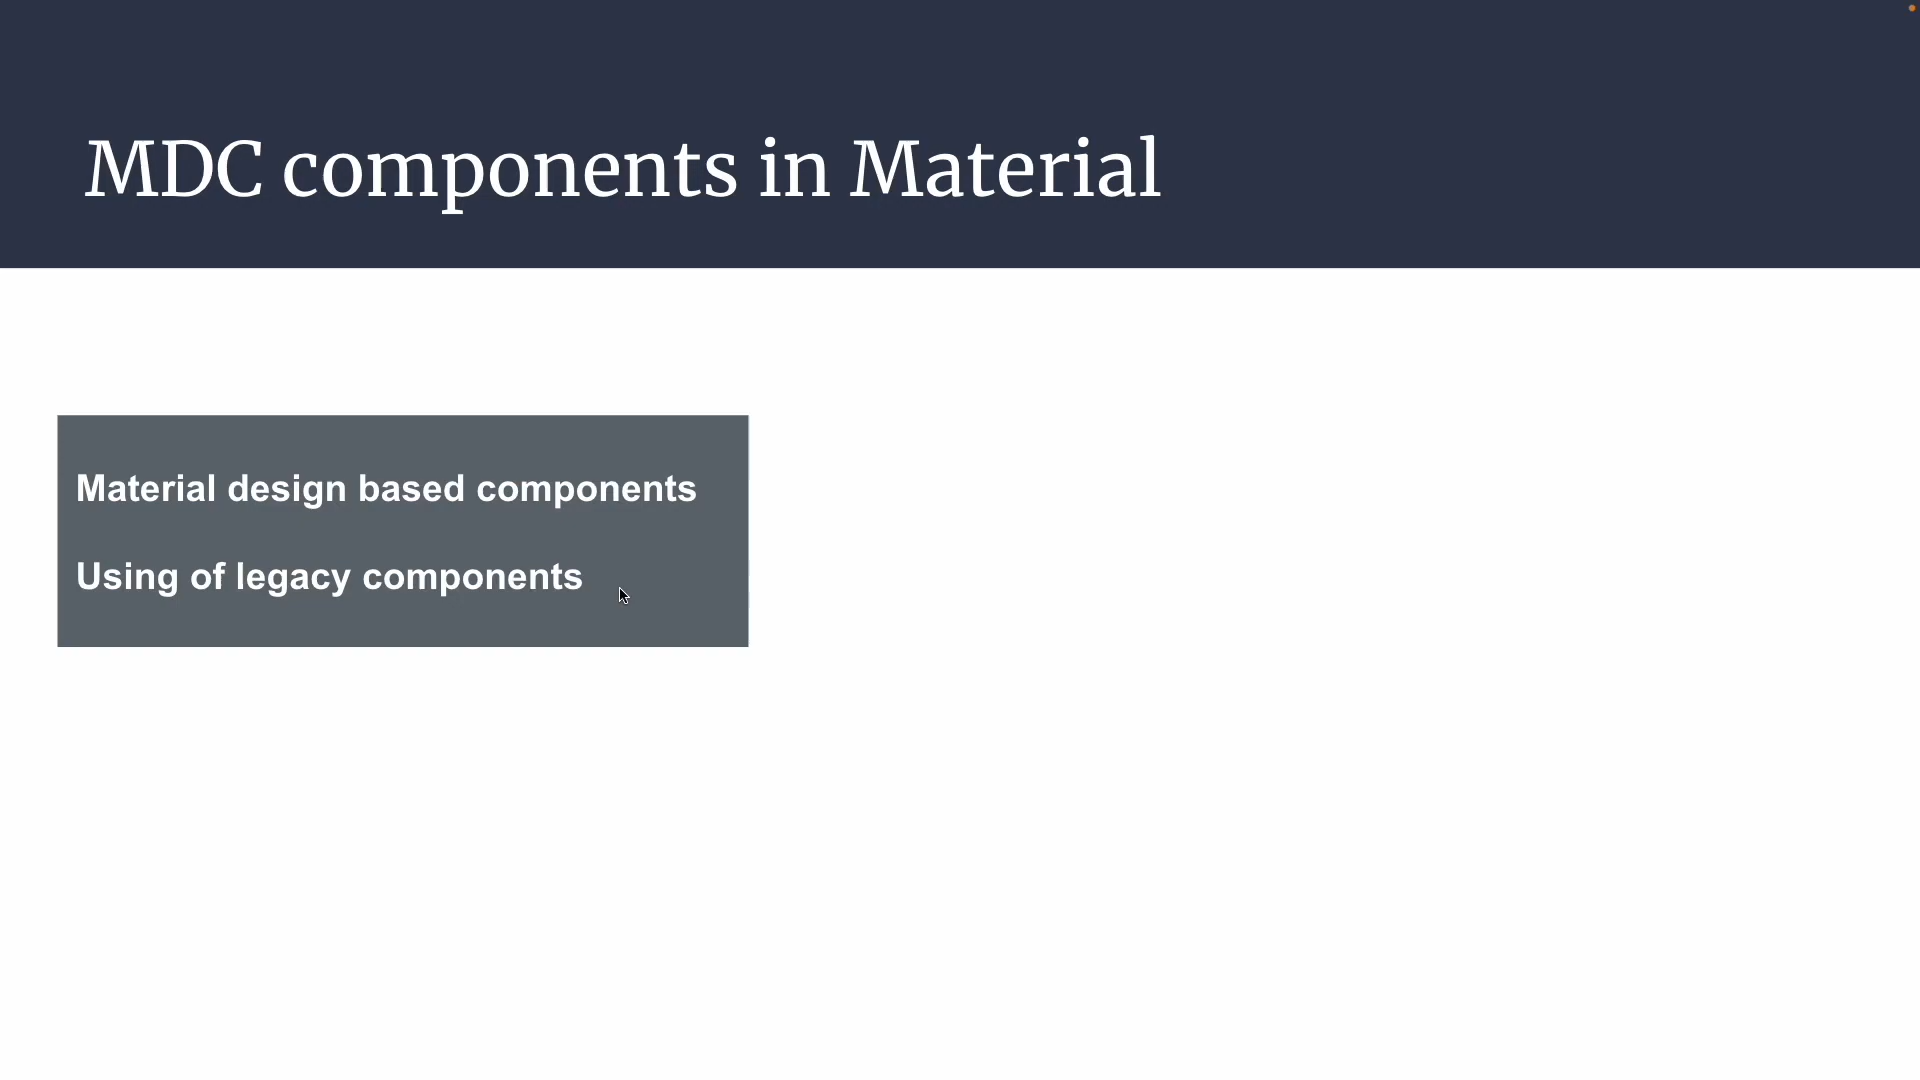 MDC components in Material
Material design based components
Using of legacy components